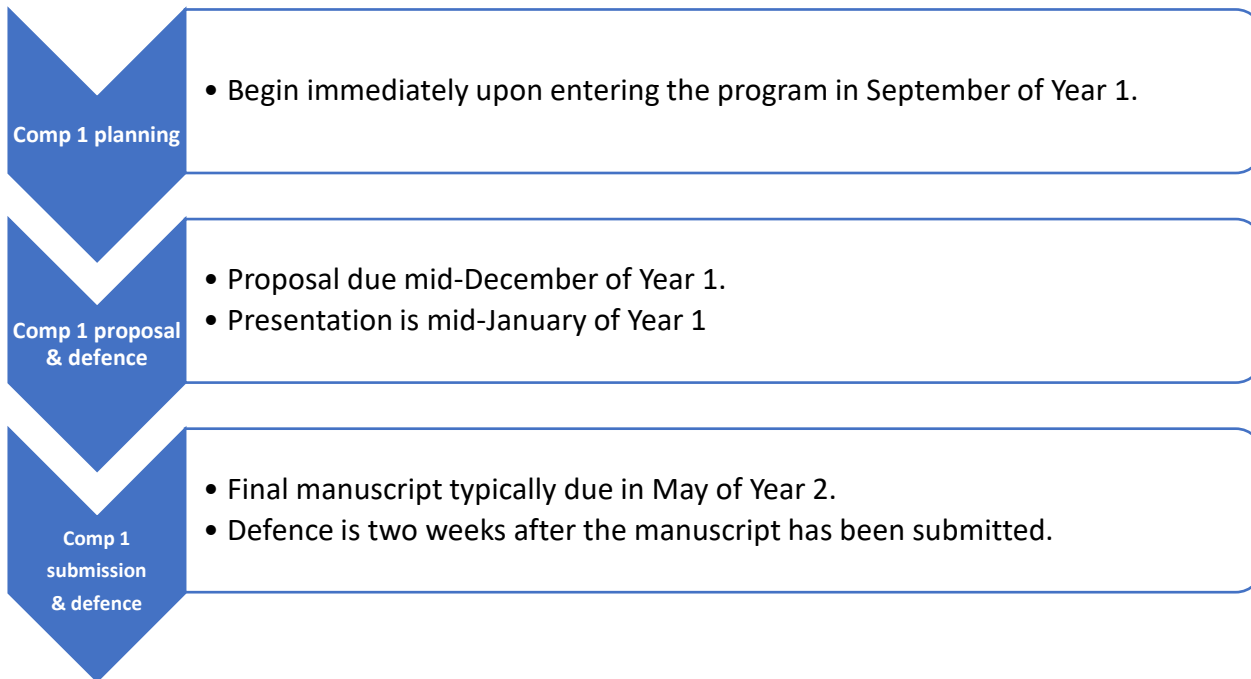 Comp 1 planning
• Begin immediately upon entering the program in September of Year 1.
Comp 1 proposal
& defence
• Proposal due mid-December of Year 1.
• Presentation is mid-January of Year 1
Comp 1
submission
& defence
• Final manuscript typically due in May of Year 2.
• Defence is two weeks after the manuscript has been submitted.